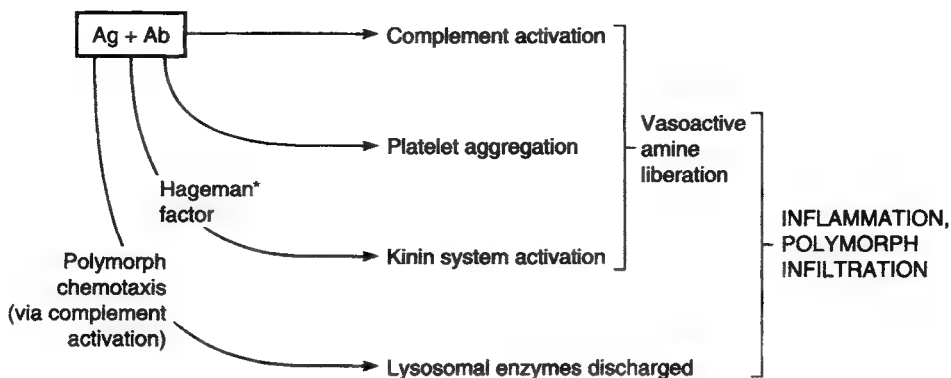 Ag + Ab
Complement activation
Platelet aggregation
Vasoactive
amine
liberation
Hageman*
factor
Kinin system activation
INFLAMMATION,
POLYMORPH
INFILTRATION
Polymorph
chemotaxis
(via complement
activation)
Lysosomal enzymes discharged